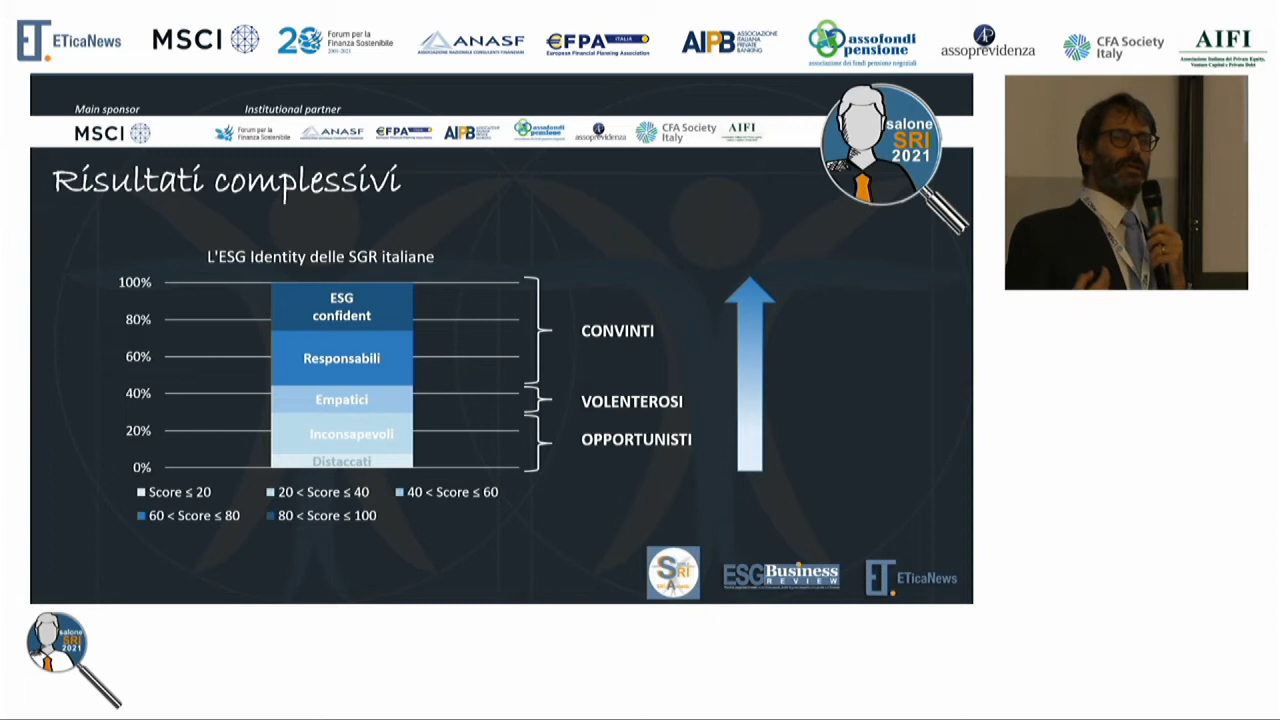 ETicaNews
MSCI
Forum per la
Finanza Sostenibile
2001-2021
ANASF
ASSOCIAZIONE NAZIONALE CONSULENTI FINANZIARI
€FPA ITALIA
European Financial Planning Association
AIPB
ASSOCIAZIONE
ITALIANA
PRIVATE
BANKING
assofondi
pensione
associazione dei fondi pensione negoziali
AP
assoprevidenza
CFA Society
Italy
AIFI
Associazione Italiana del Private Equity,
Venture Capital e Private Debt
Main sponsor
Institutional partner
MSCI
Forum per la
Finanza Sostenibile
ANASF
€FPA
AIPB
assofondi
pensione
assoprevidenza
CFA Society
Italy
AIFI
salone
SRI
2021
Risultati complessivi
L'ESG Identity delle SGR italiane
100%
80%
60%
40%
20%
0%
ESG
confident
Responsabili
Empatici
Inconsapevoli
Distaccati
CONVINTI
VOLENTEROSI
OPPORTUNISTI
Score ≤ 20
20 < Score ≤ 40
40 < Score ≤ 60
60 < Score ≤ 80
80 < Score ≤ 100
SRI
ESG Business
REVIEW
ET.
ETicaNews
salone
SRI
2021